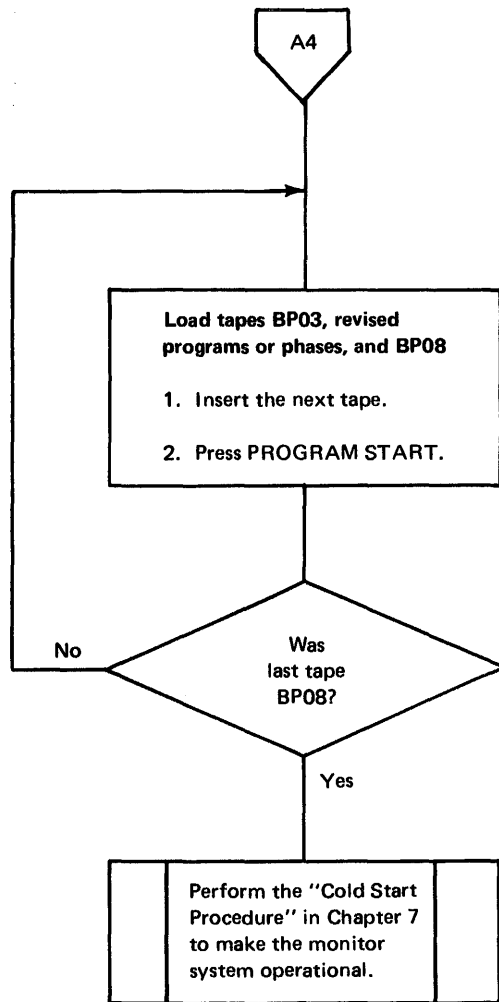 A4
Load tapes BP03, revised
programs or phases, and BP08
1. Insert the next tape.
2. Press PROGRAM START.
Was
last tape
BP08?
No
Yes
Perform the "Cold Start
Procedure" in Chapter 7
to make the monitor
system operational.